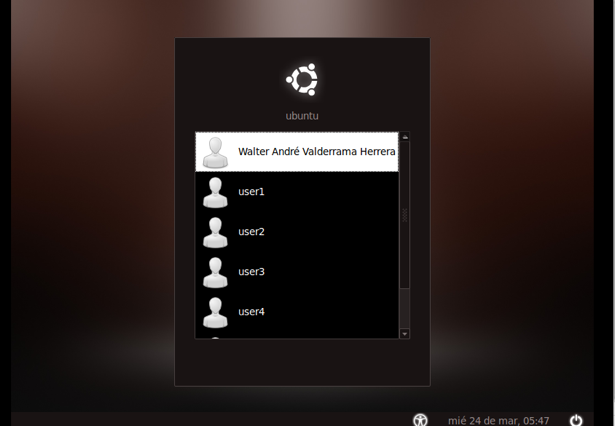 ubuntu
Walter André Valderrama Herrera
user1
user2
user3
user4
mié 24 de mar, 05:47